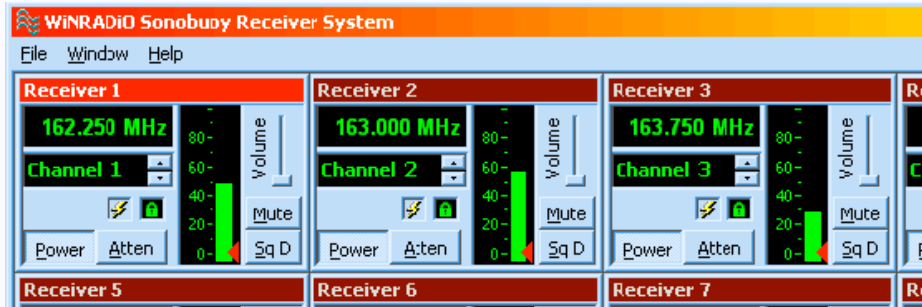 WiNRADiO Sonobuoy Receiver System
File Window Help
Receiver 1 Receiver 2 Receiver 3
162.250 MHz 163.000 MHz 163.750 MHz
Channel 1 Channel 2 Channel 3
Volume Volume Volume
80 80 80
60 60 60
40 40 40
20 20 20
0 0 0
Mute Mute Mute
Power Atten Sq D Power Atten Sq D Power Atten Sq D
Receiver 5 Receiver 6 Receiver 7